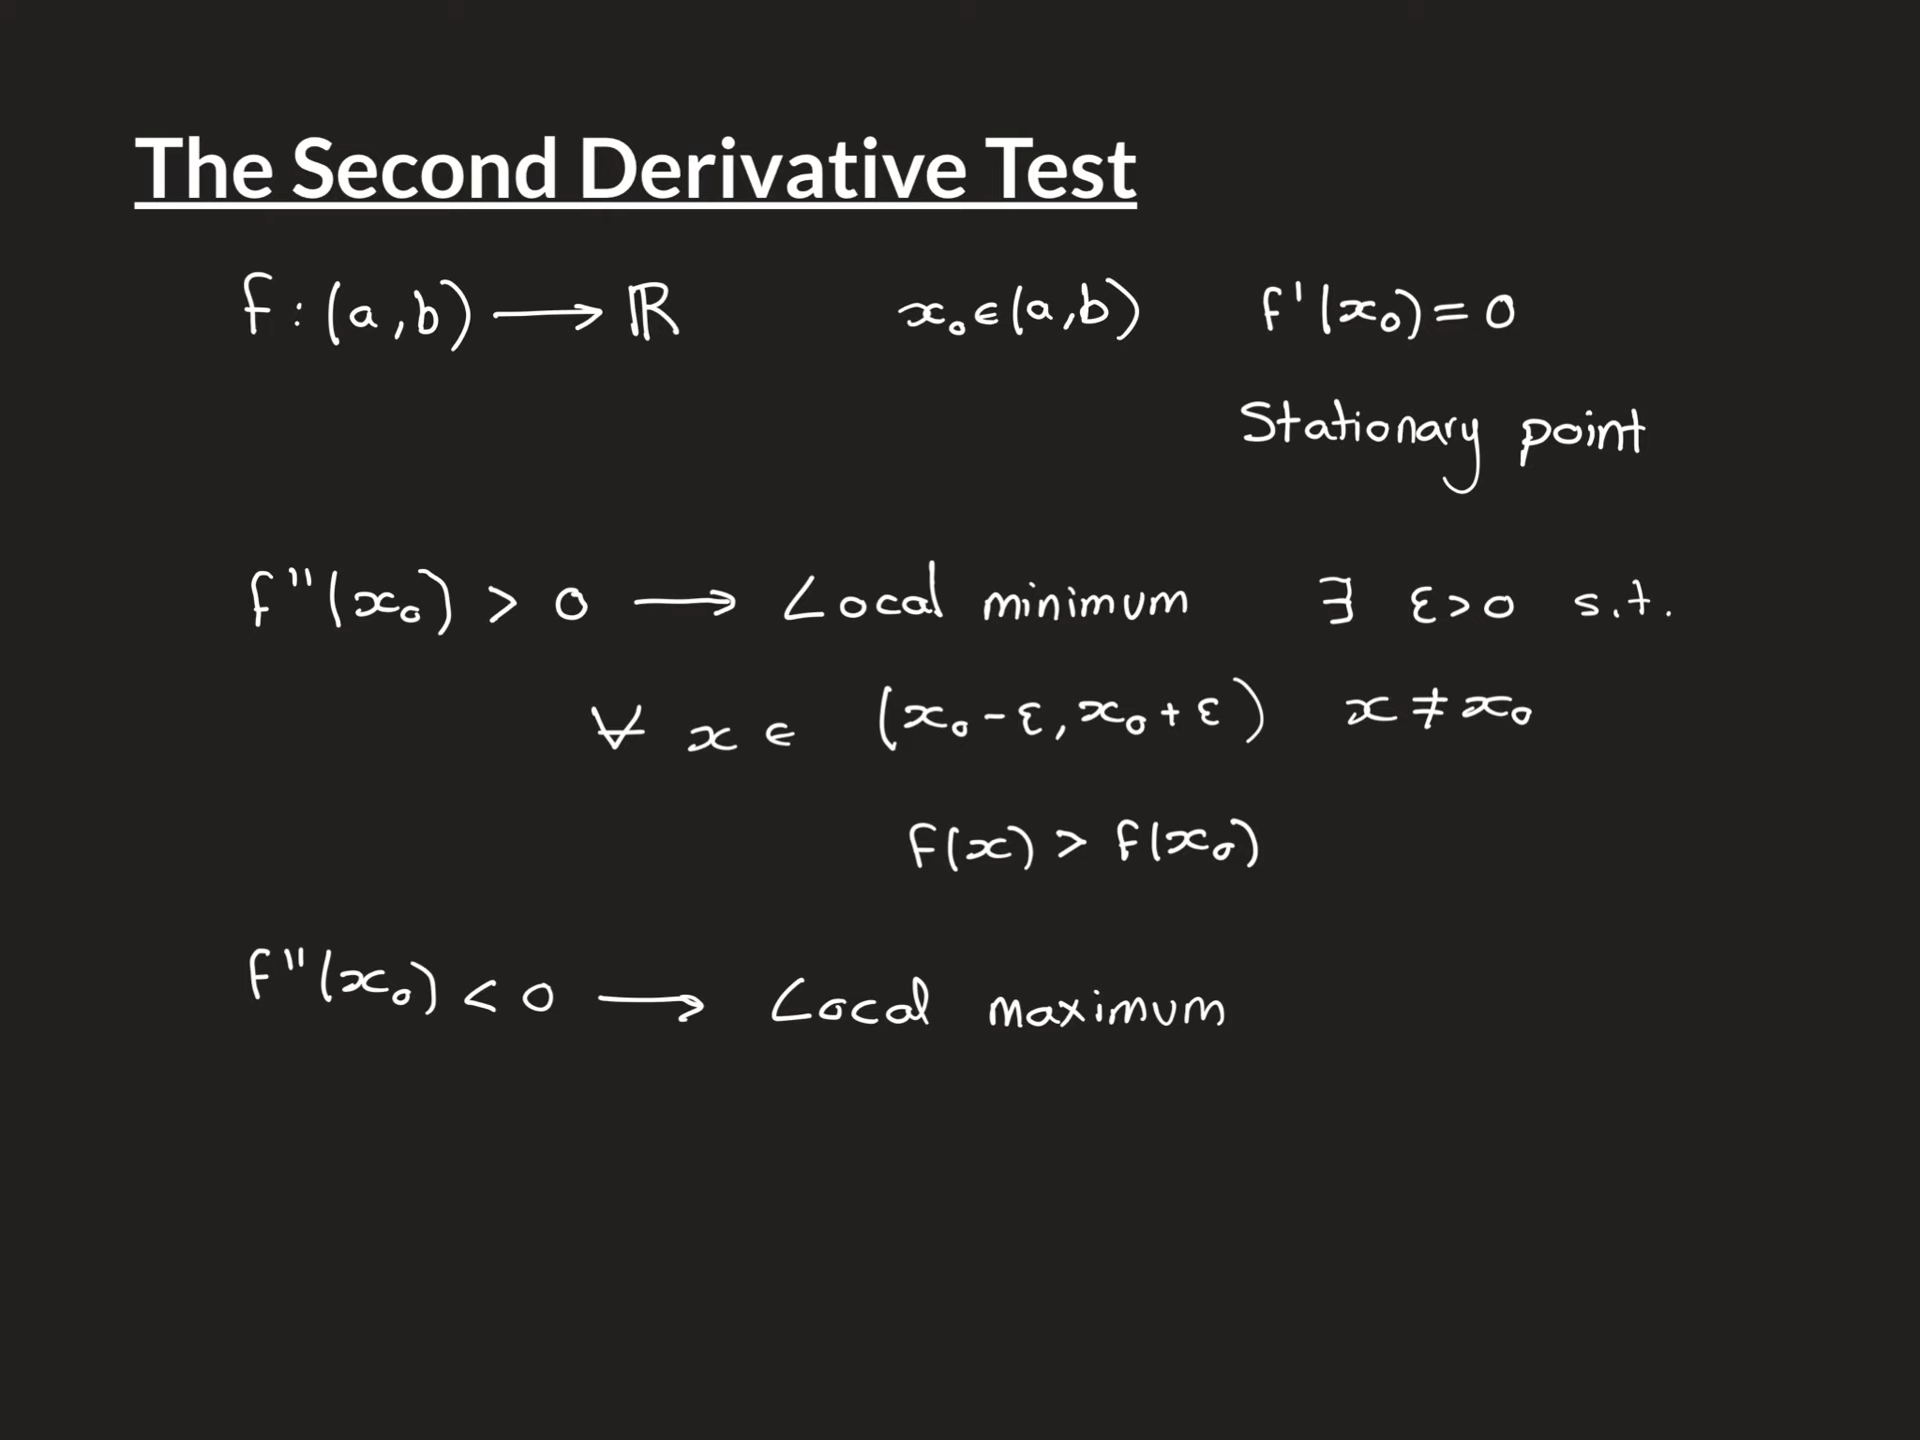 The Second Derivative Test
f : (a, b) ⟶ ℝ x₀ ∈ (a, b) f'(x₀) = 0
Stationary point
f''(x₀) > 0 ⟶ Local minimum ∃ ε > 0 s.t.
∀ x ∈ (x₀ - ε, x₀ + ε) x ≠ x₀
f(x) > f(x₀)
f''(x₀) < 0 ⟶ Local maximum